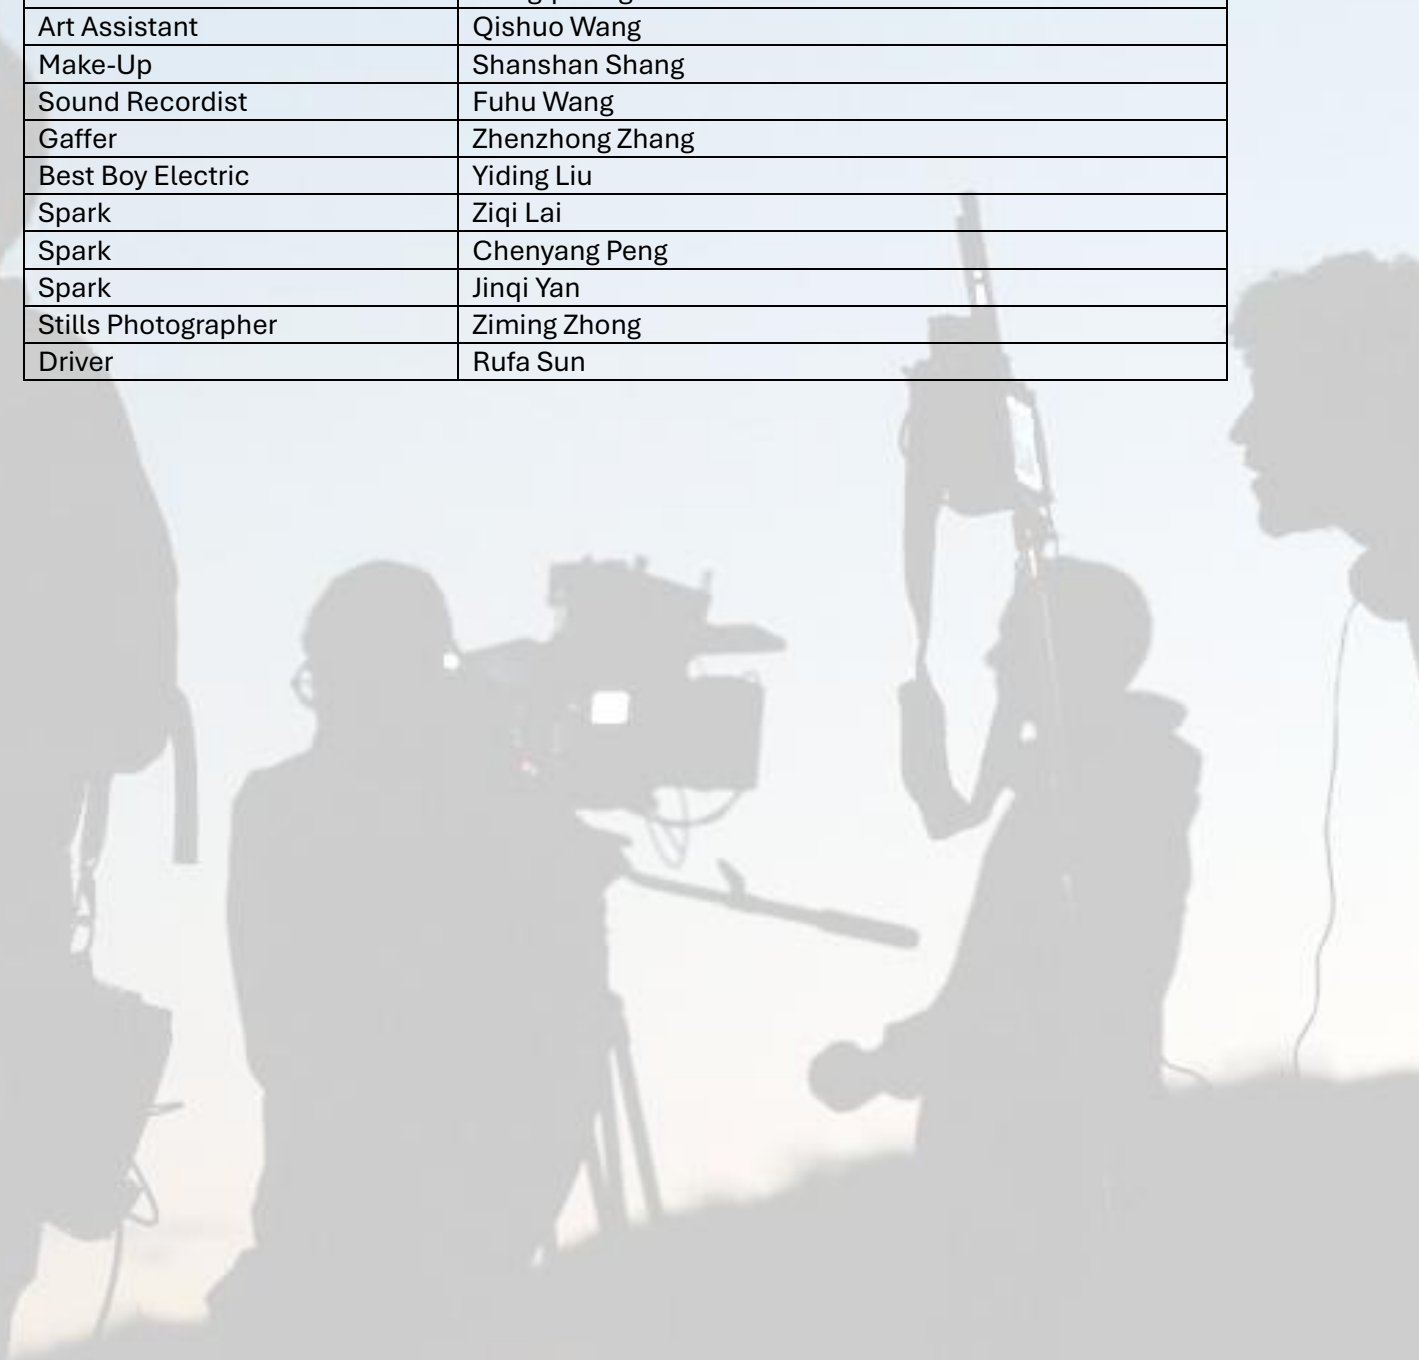 Art Assistant Qishuo Wang
Make-Up Shanshan Shang
Sound Recordist Fuhu Wang
Gaffer Zhenzhong Zhang
Best Boy Electric Yiding Liu
Spark Ziqi Lai
Spark Chenyang Peng
Spark Jinqi Yan
Stills Photographer Ziming Zhong
Driver Rufa Sun